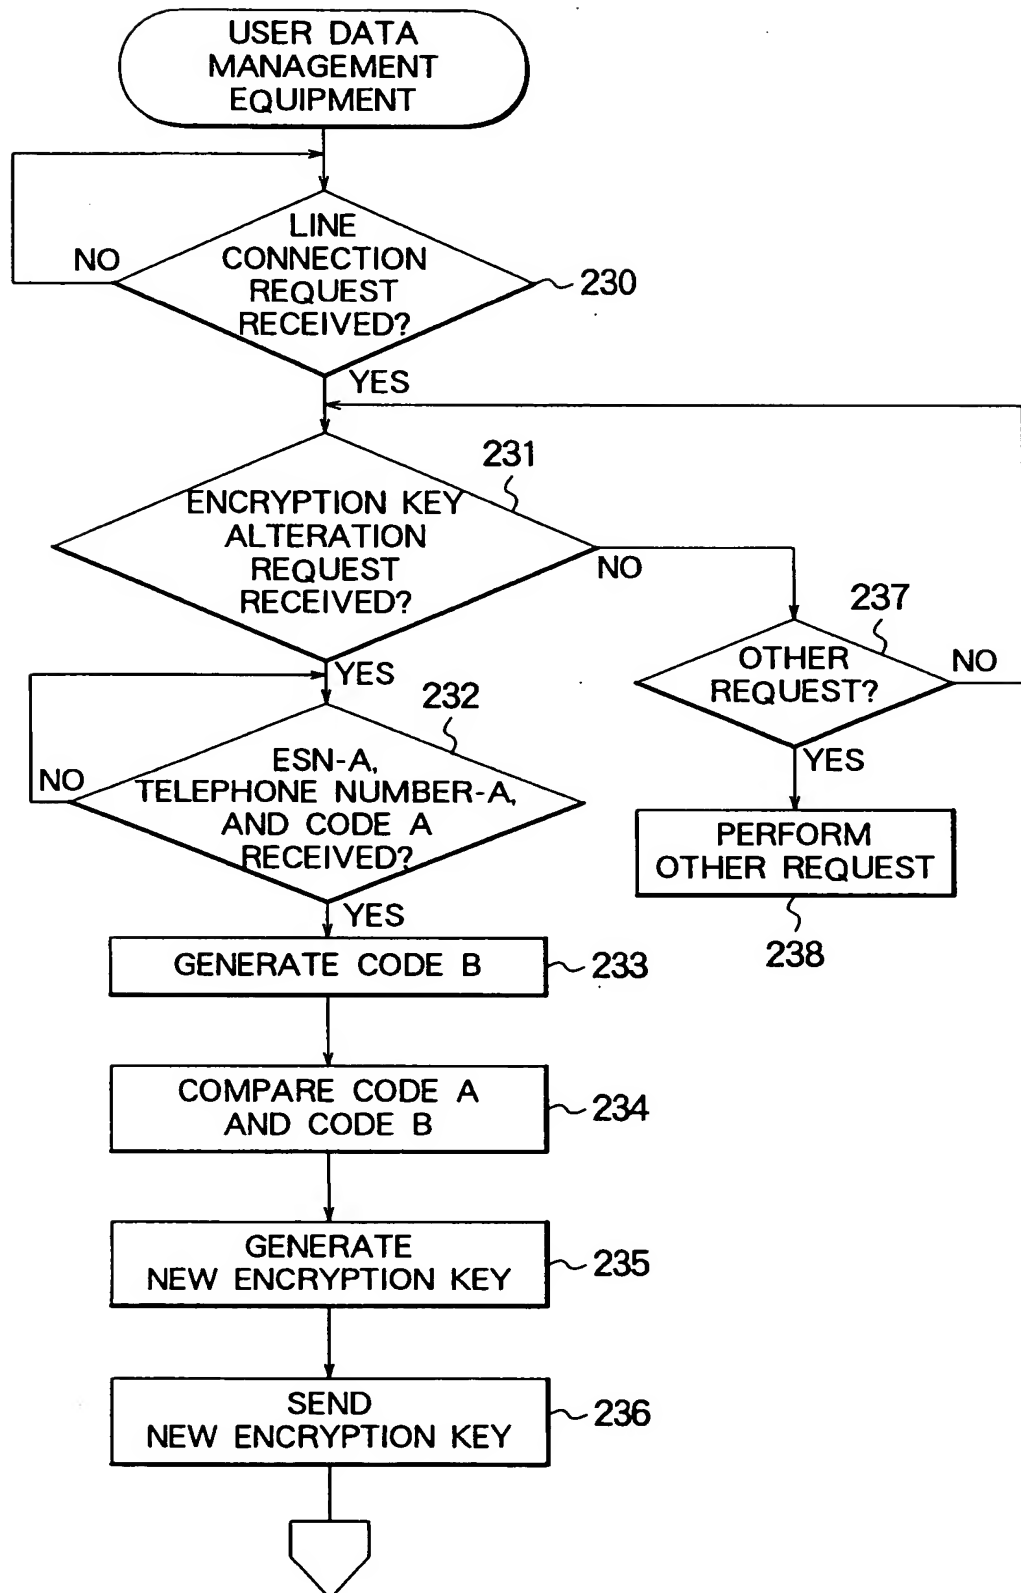 USER DATA
MANAGEMENT
EQUIPMENT
LINE
CONNECTION
REQUEST
RECEIVED?
NO
230
YES
231
ENCRYPTION KEY
ALTERATION
REQUEST
RECEIVED?
NO
YES
237
OTHER
REQUEST?
NO
YES
PERFORM
OTHER REQUEST
238
232
ESN-A,
TELEPHONE NUMBER-A,
AND CODE A
RECEIVED?
NO
YES
GENERATE CODE B
233
COMPARE CODE A
AND CODE B
234
GENERATE
NEW ENCRYPTION KEY
235
SEND
NEW ENCRYPTION KEY
236